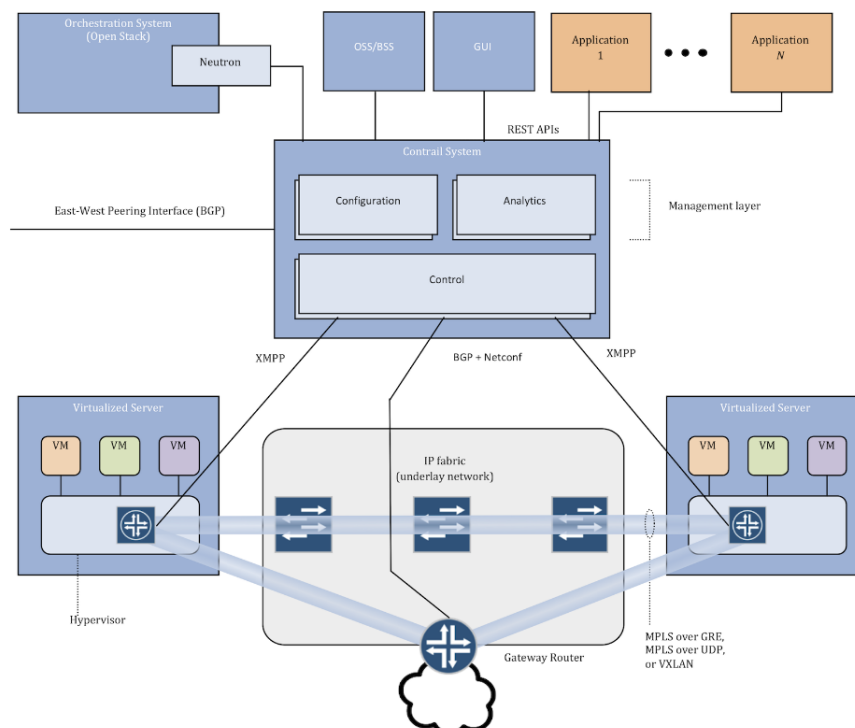 Orchestration System
(Open Stack)
Neutron
OSS/BSS
GUI
Application
1
Application
N
REST APIs
Contrail System
Configuration
Analytics
Management layer
East-West Peering Interface (BGP)
Control
XMPP
BGP + Netconf
XMPP
Virtualized Server
VM
VM
VM
IP fabric
(underlay network)
Virtualized Server
VM
VM
VM
Hypervisor
Gateway Router
MPLS over GRE,
MPLS over UDP,
or VXLAN